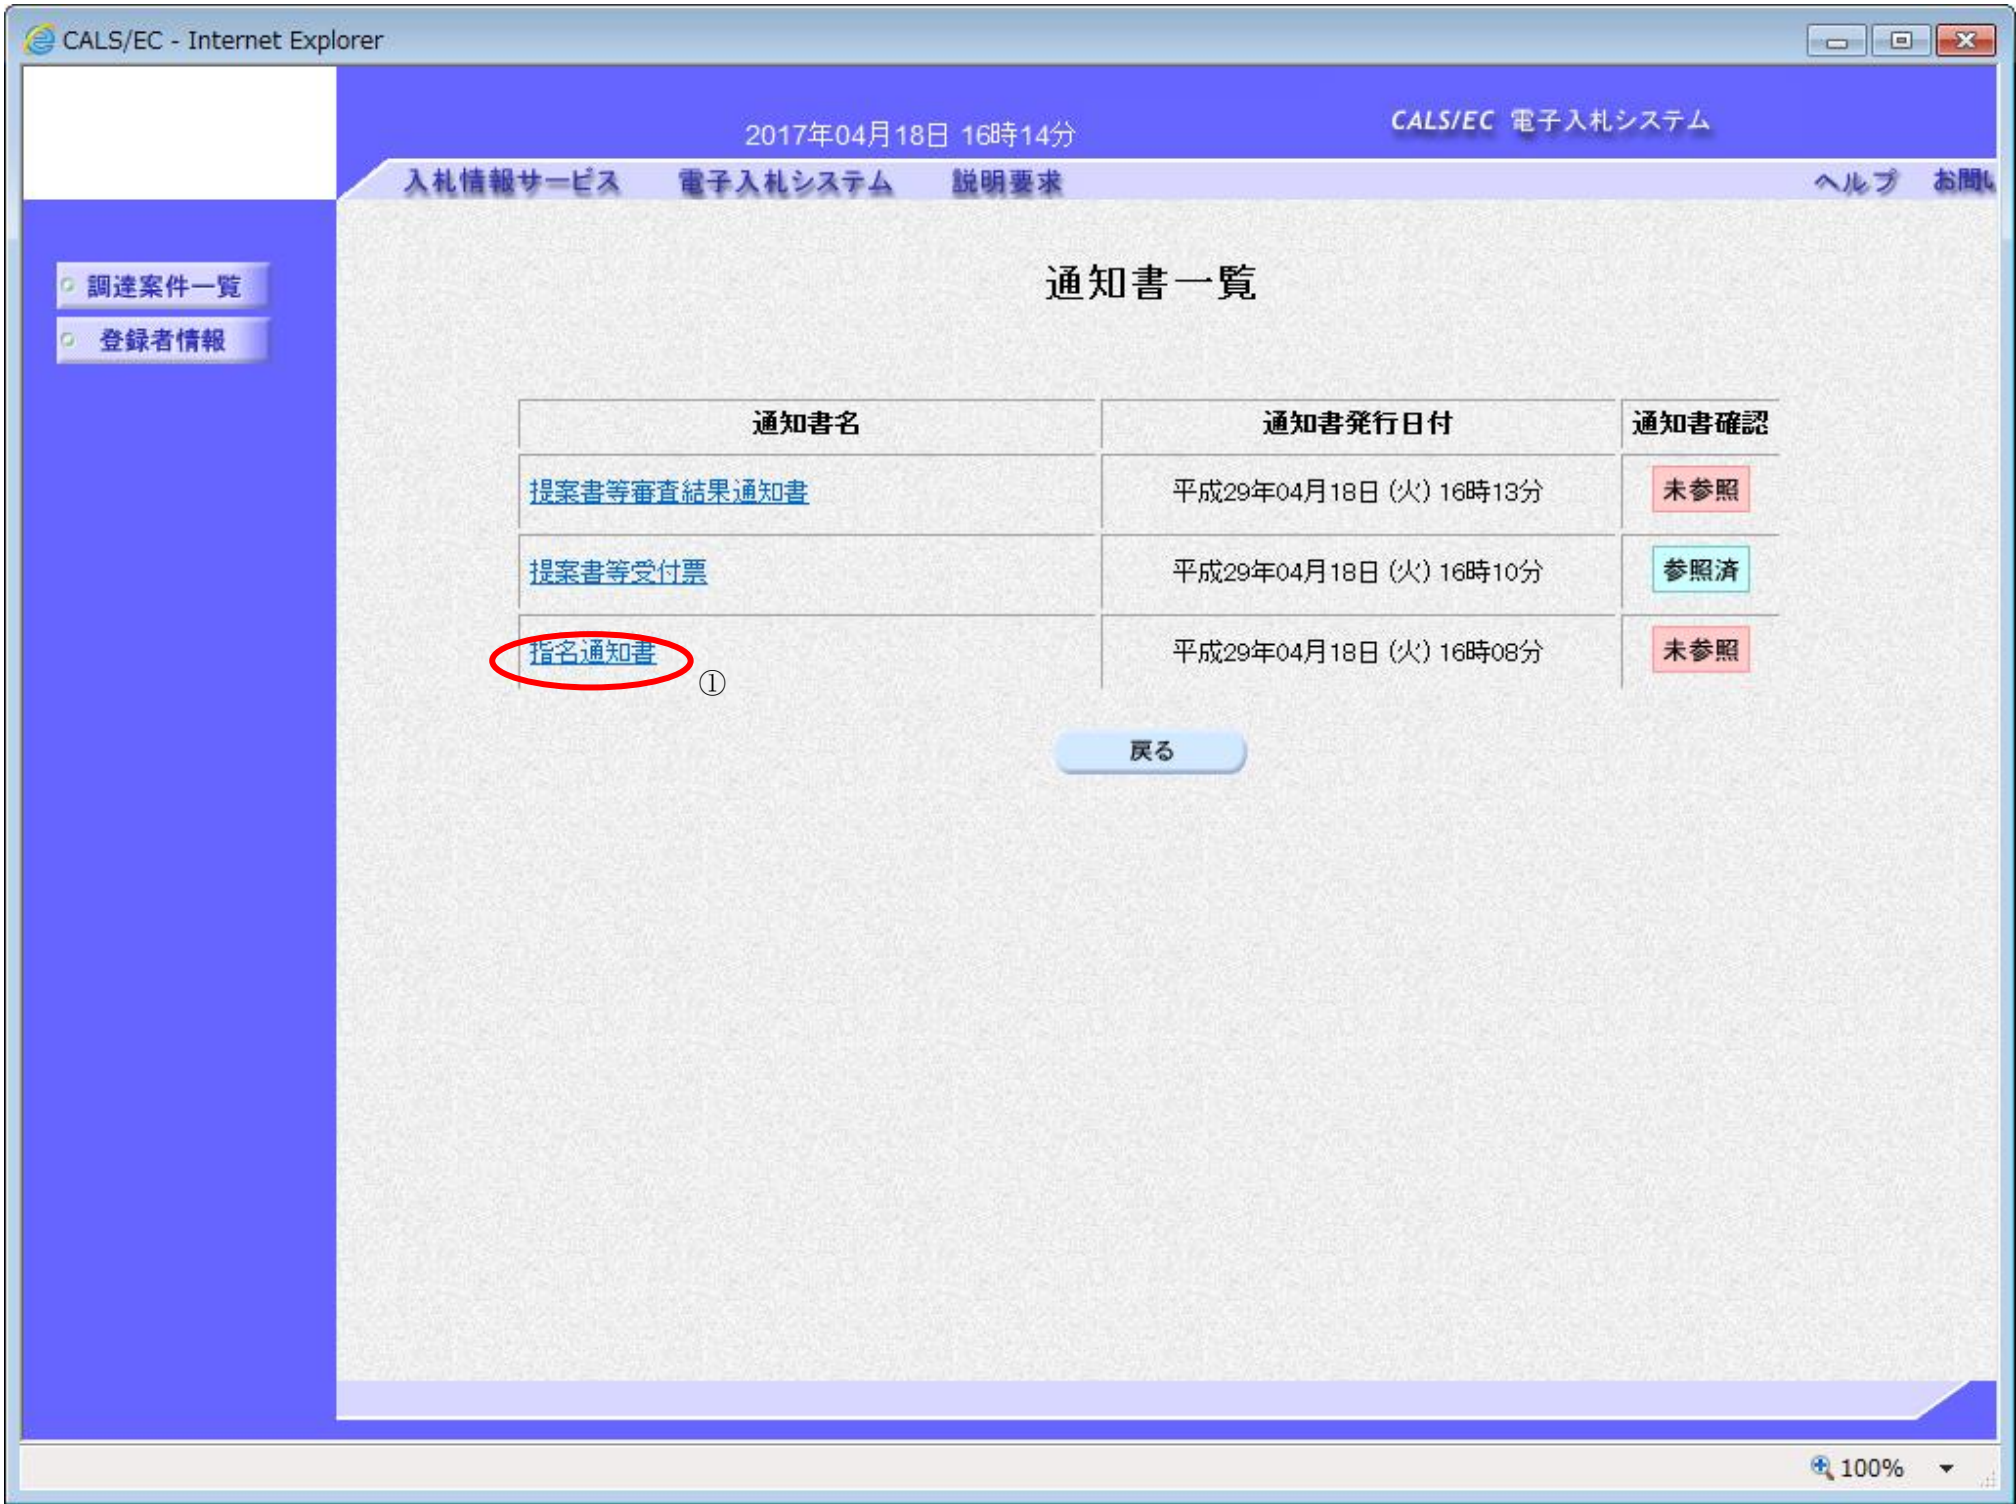 CALS/EC - Internet Explorer
2017年04月18日 16時14分
CALS/EC 電子入札システム
入札情報サービス 電子入札システム 説明要求 ヘルプ お問い
調達案件一覧
登録者情報
通知書一覧
通知書名 通知書発行日付 通知書確認
提案書等審査結果通知書 平成29年04月18日 (火) 16時13分 未参照
提案書等受付票 平成29年04月18日 (火) 16時10分 参照済
指名通知書 平成29年04月18日 (火) 16時08分 未参照
①
戻る
100%